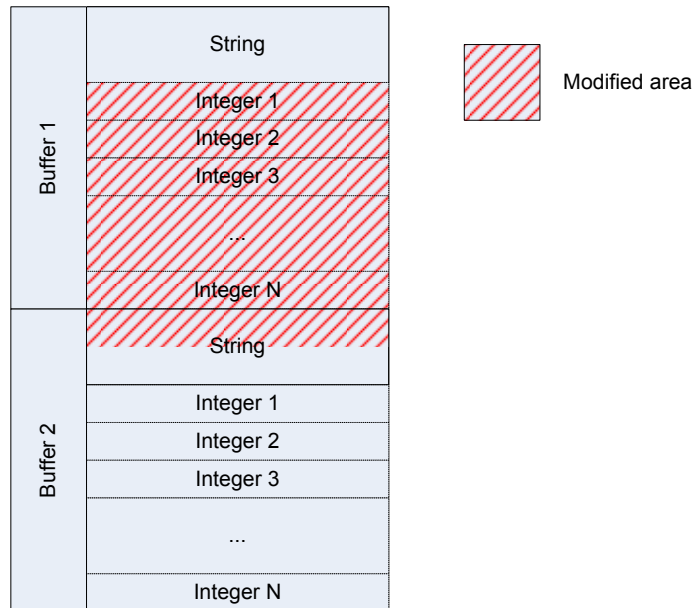 Buffer 1
String
Integer 1
Integer 2
Integer 3
...
Integer N
Buffer 2
String
Integer 1
Integer 2
Integer 3
...
Integer N
Modified area